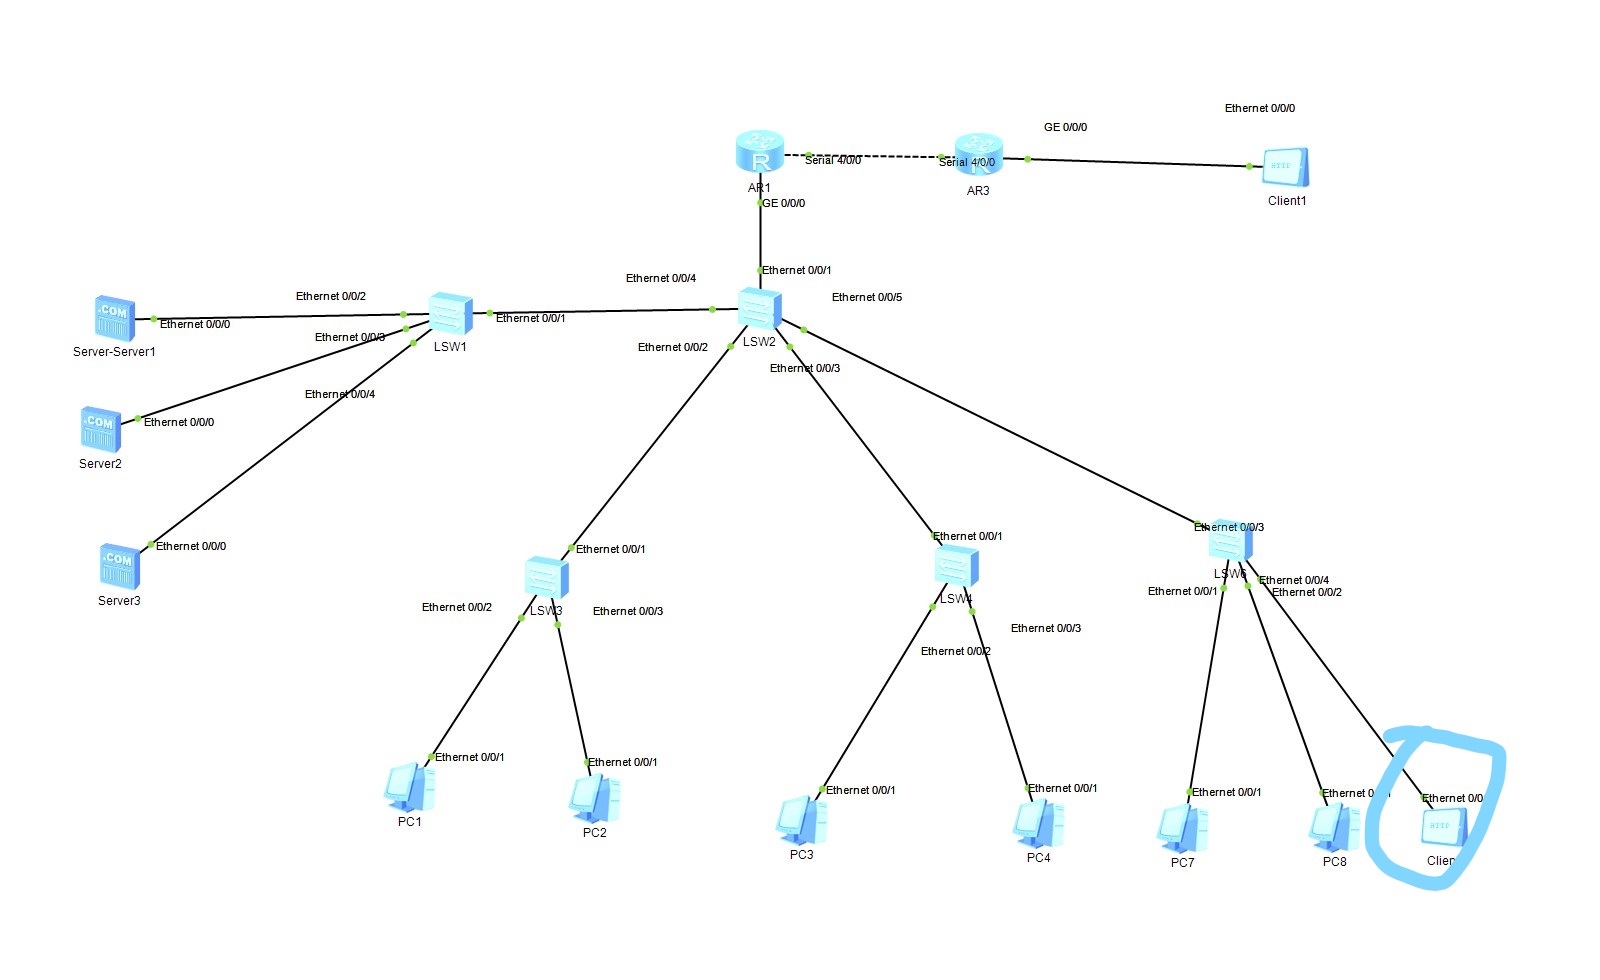 Ethernet 0/0/0
GE 0/0/0
Serial 4/0/0
Serial 4/0/0
R
AR1
AR3
HTTP
Client1
GE 0/0/0
Ethernet 0/0/1
Ethernet 0/0/4
Ethernet 0/0/5
Ethernet 0/0/2
.COM
Ethernet 0/0/0
Ethernet 0/0/1
Server-Server1
Ethernet 0/0/3
LSW1
LSW2
Ethernet 0/0/2
Ethernet 0/0/3
Ethernet 0/0/4
.COM
Ethernet 0/0/0
Server2
.COM
Ethernet 0/0/0
Server3
Ethernet 0/0/1
Ethernet 0/0/1
Ethernet 0/0/3
LSW3
LSW4
LSW6
Ethernet 0/0/2
Ethernet 0/0/3
Ethernet 0/0/2
Ethernet 0/0/3
Ethernet 0/0/1
Ethernet 0/0/4
Ethernet 0/0/2
Ethernet 0/0/1
Ethernet 0/0/1
Ethernet 0/0/1
Ethernet 0/0/1
Ethernet 0/0/1
Ethernet
Ethernet 0/0
HTTP
PC1
PC2
PC3
PC4
PC7
PC8
Clien